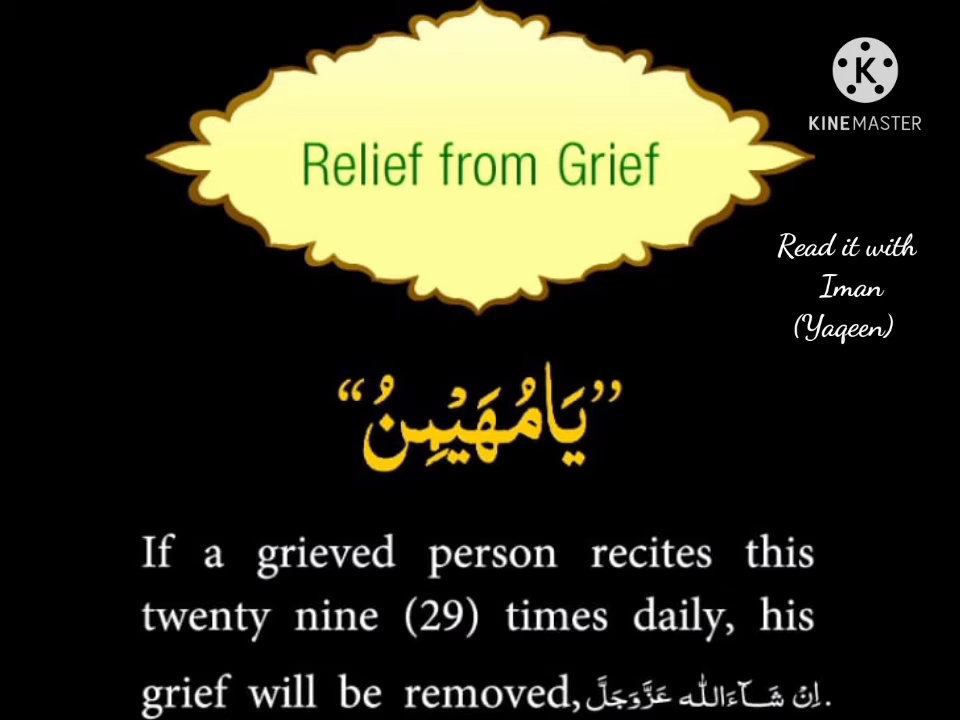 K
KINEMASTER
Relief from Grief
Read it with
Iman
(Yaqeen)
”يَامُهَيْمِنُ“
If a grieved person recites this
twenty nine (29) times daily, his
grief will be removed, اِنْ شَـآءَاللّٰه عَزَّوَجَلَّ.